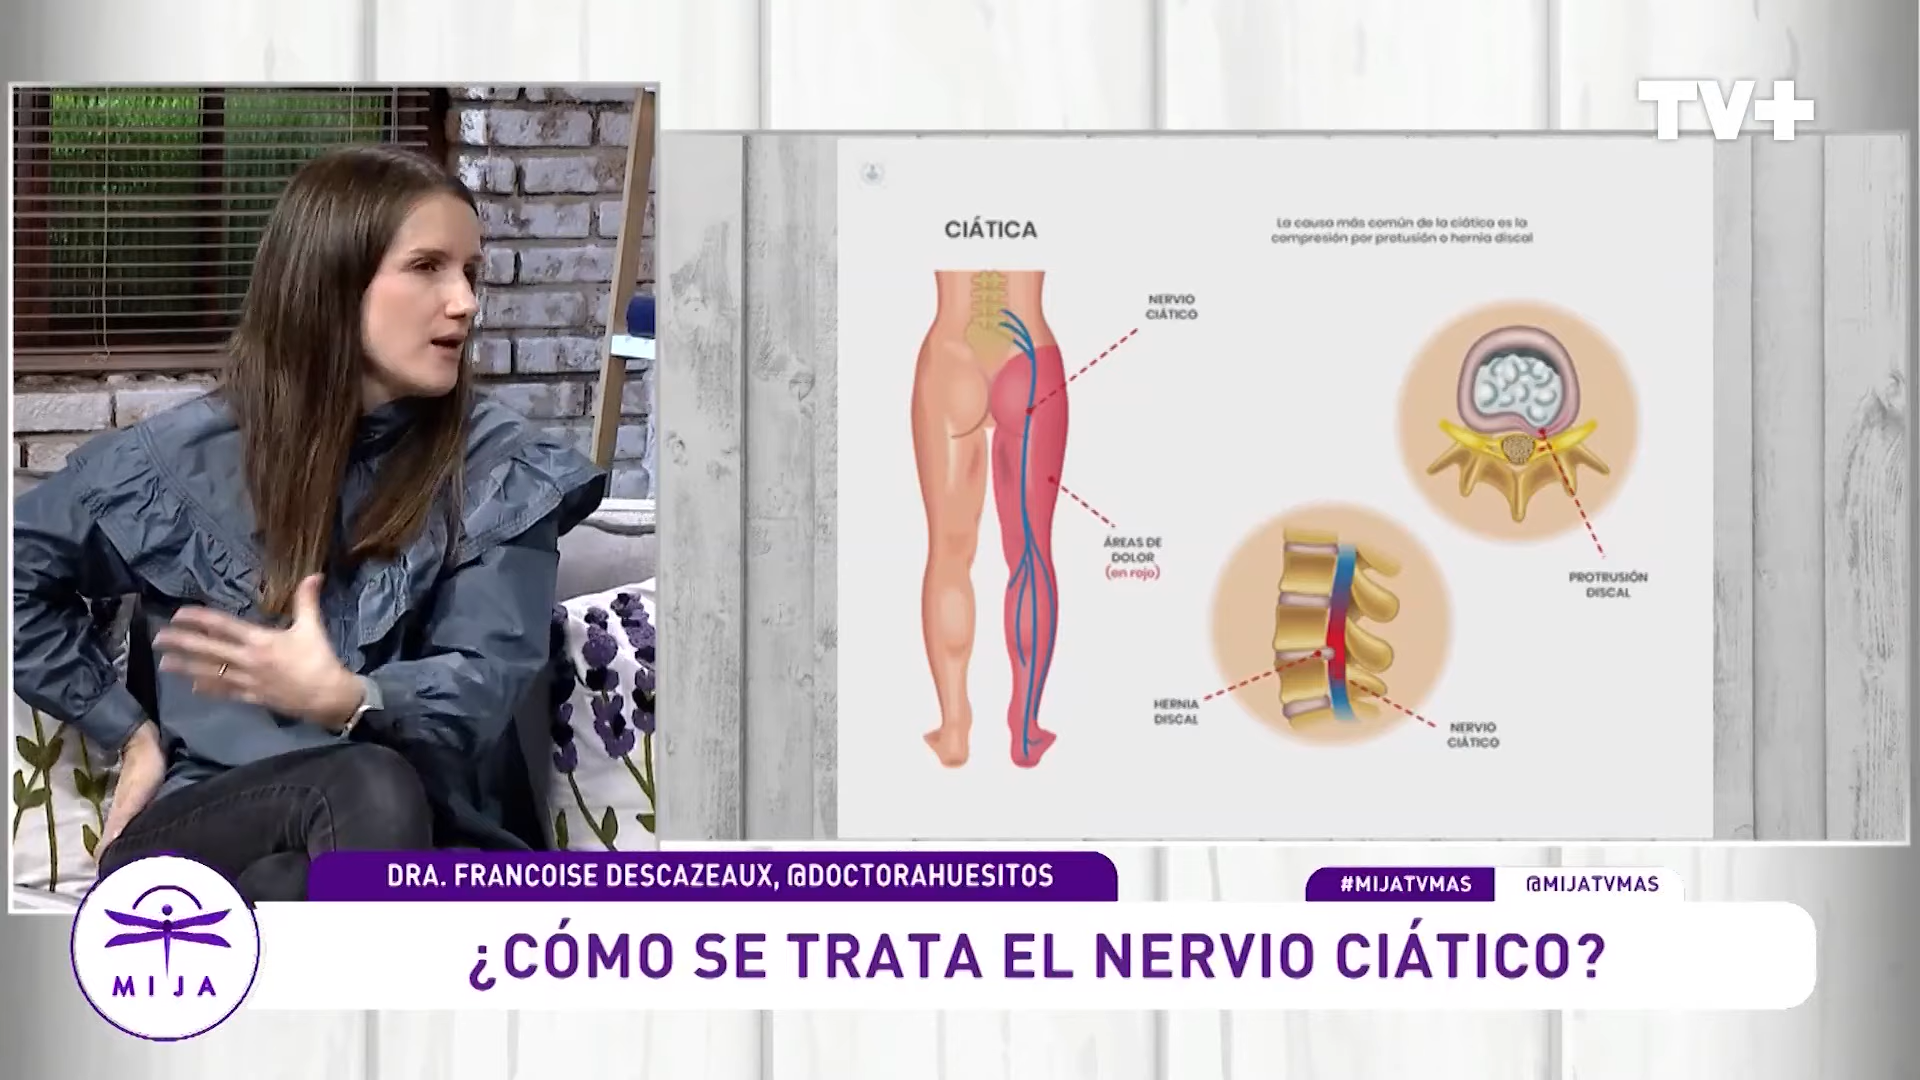 TV+
CIÁTICA
La causa más común de la ciática es la
compresión por protusión o hernia discal
NERVIO
CIÁTICO
ÁREAS DE
DOLOR
(en rojo)
PROTRUSIÓN
DISCAL
HERNIA
DISCAL
NERVIO
CIÁTICO
DRA. FRANCOISE DESCAZEAUX, @DOCTORAHUESITOS
#MIJATVMAS
@MIJATVMAS
¿CÓMO SE TRATA EL NERVIO CIÁTICO?
MIJA